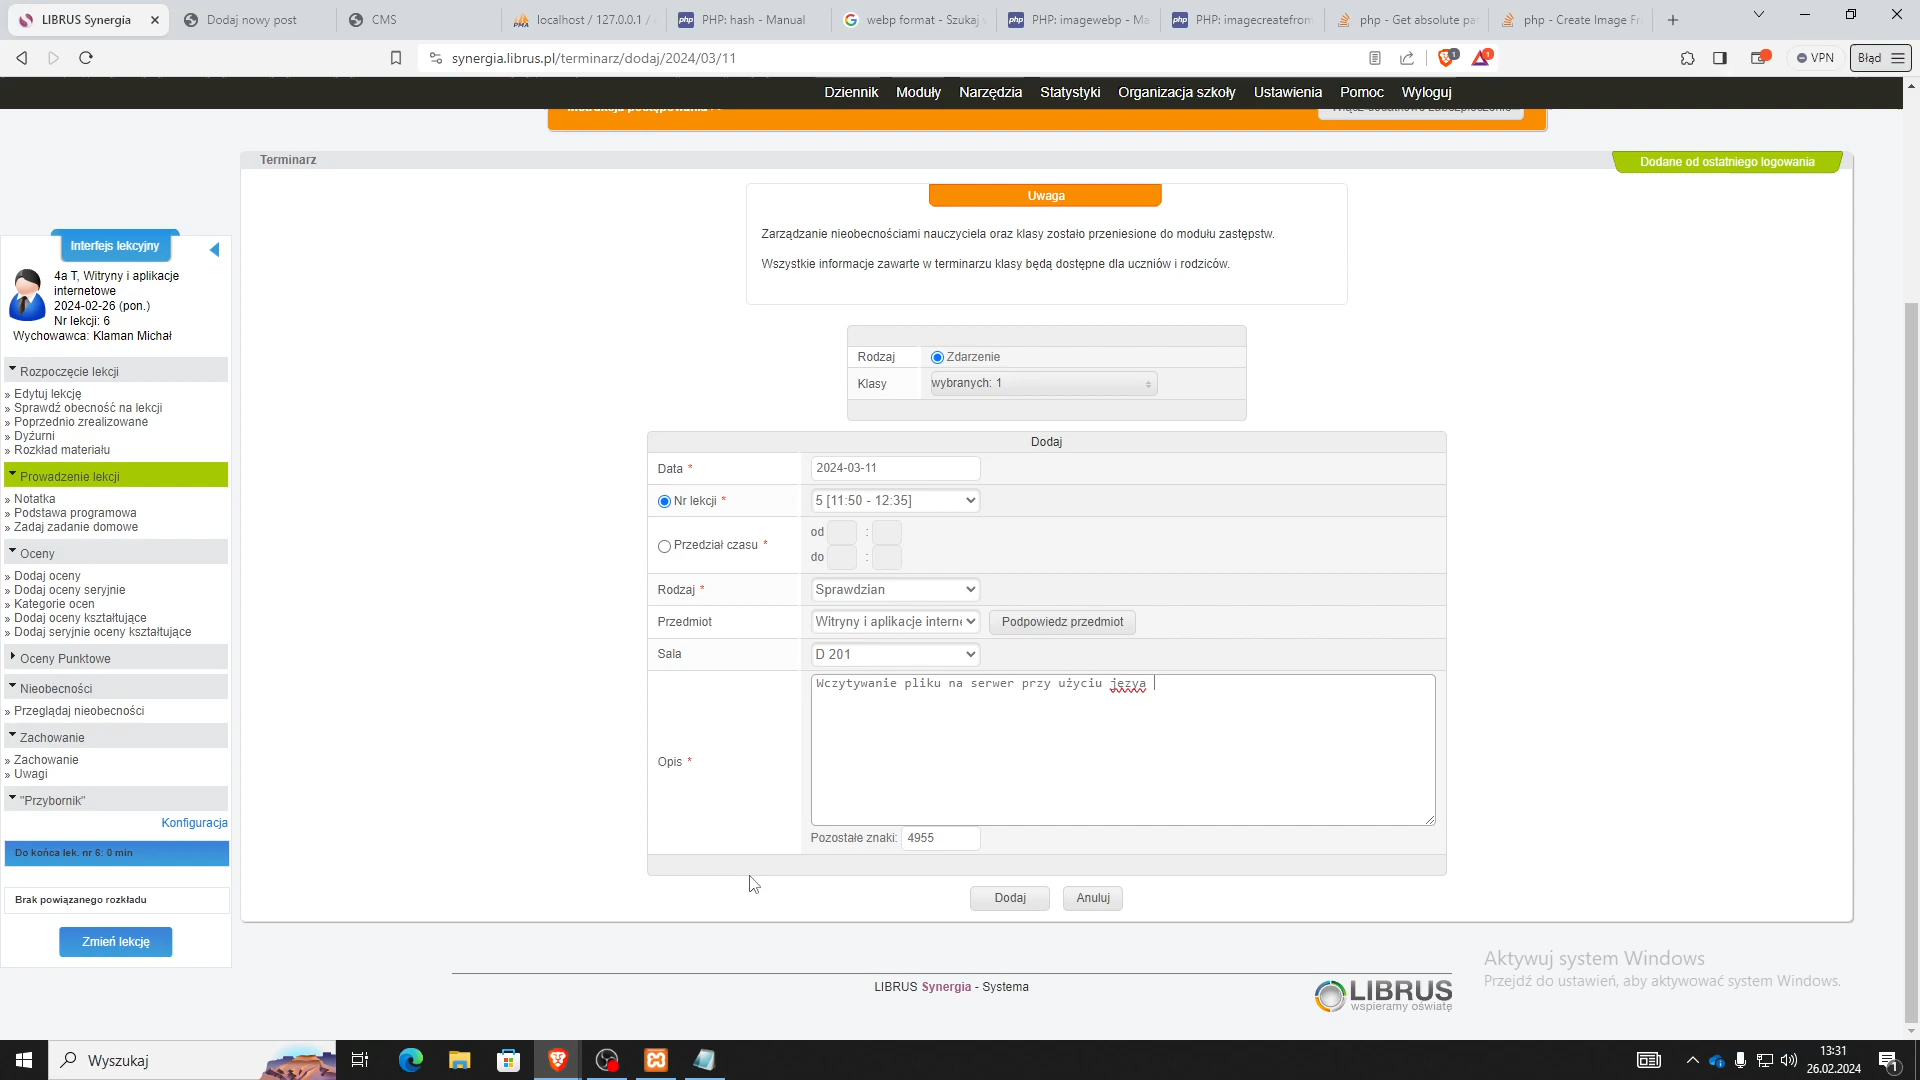 LIBRUS Synergia
Dodaj nowy post
CMS
localhost / 127.0.0.1 /
PHP: hash - Manual
webp format - Szukaj
PHP: imagewebp - Ma
PHP: imagecreatefrom
php - Get absolute pa
php - Create Image Fr
synergia.librus.pl/terminarz/dodaj/2024/03/11
1
1
VPN
Błąd
Dziennik Moduły Narzędzia Statystyki Organizacja szkoły Ustawienia Pomoc Wyloguj
Terminarz
Dodane od ostatniego logowania
Uwaga
Zarządzanie nieobecnościami nauczyciela oraz klasy zostało przeniesione do modułu zastępstw.
Wszystkie informacje zawarte w terminarzu klasy będą dostępne dla uczniów i rodziców.
Rodzaj Zdarzenie
Klasy wybranych: 1
Dodaj
Data * 2024-03-11
Nr lekcji * 5 [11:50 - 12:35]
Przedział czasu * od :
do :
Rodzaj * Sprawdzian
Przedmiot Witryny i aplikacje interne Podpowiedz przedmiot
Sala D 201
Opis * Wczytywanie pliku na serwer przy użyciu języa
Pozostałe znaki: 4955
Dodaj Anuluj
Interfejs lekcyjny
4a T, Witryny i aplikacje
internetowe
2024-02-26 (pon.)
Nr lekcji: 6
Wychowawca: Klaman Michał
Rozpoczęcie lekcji
» Edytuj lekcję
» Sprawdź obecność na lekcji
» Poprzednio zrealizowane
» Dyżurni
» Rozkład materiału
Prowadzenie lekcji
» Notatka
» Podstawa programowa
» Zadaj zadanie domowe
Oceny
» Dodaj oceny
» Dodaj oceny seryjnie
» Kategorie ocen
» Dodaj oceny kształtujące
» Dodaj seryjnie oceny kształtujące
Oceny Punktowe
Nieobecności
» Przeglądaj nieobecności
Zachowanie
» Zachowanie
» Uwagi
"Przybornik"
Konfiguracja
Do końca lek. nr 6: 0 min
Brak powiązanego rozkładu
Zmień lekcję
LIBRUS Synergia - Systema
LIBRUS
wspieramy oświatę
Aktywuj system Windows
Przejdź do ustawień, aby aktywować system Windows.
Wyszukaj
13:31
26.02.2024
1